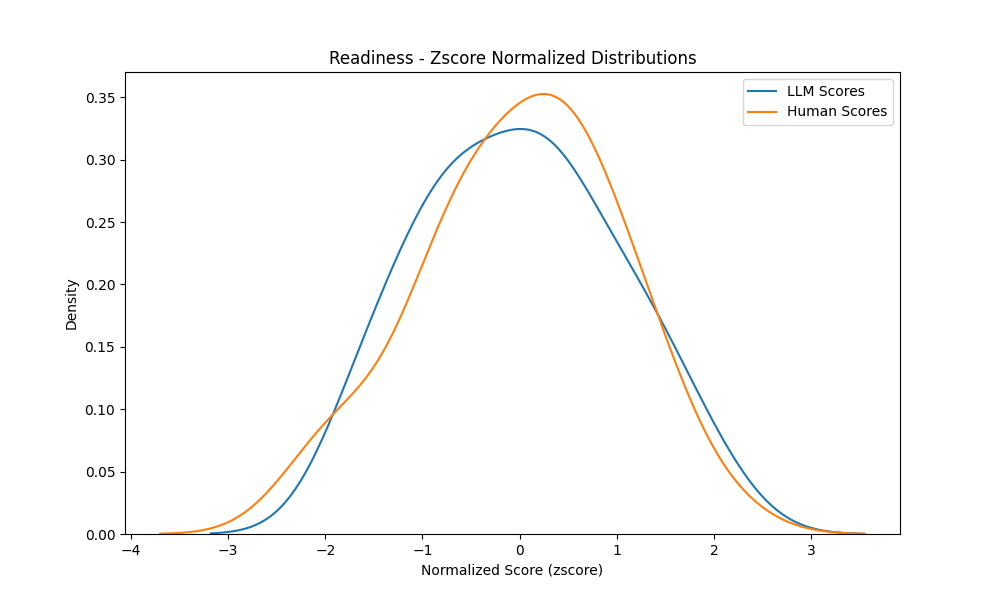 Readiness - Zscore Normalized Distributions
LLM Scores
Human Scores
Density
0.35
0.30
0.25
0.20
0.15
0.10
0.05
0.00
−4 −3 −2 −1 0 1 2 3
Normalized Score (zscore)